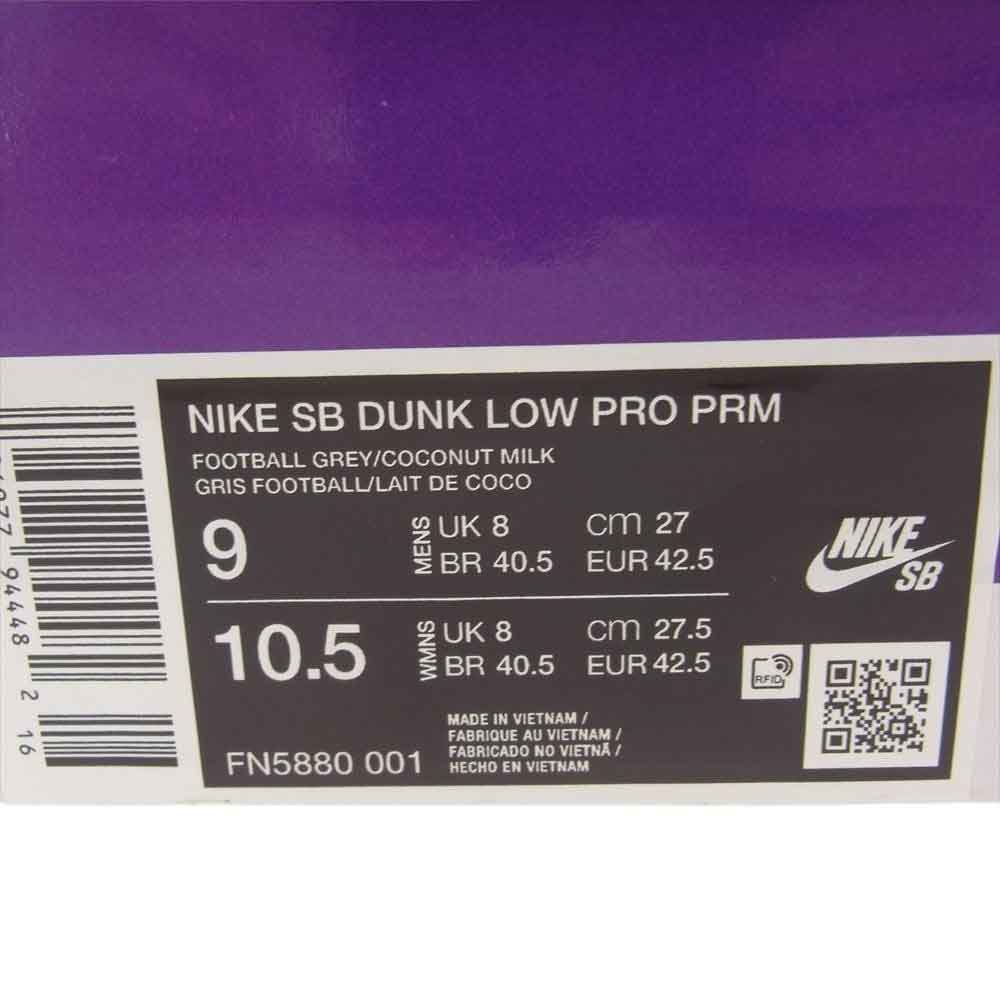 NIKE SB DUNK LOW PRO PRM
FOOTBALL GREY/COCONUT MILK
GRIS FOOTBALL/LAIT DE COCO
9 MENS UK 8 cm 27
BR 40.5 EUR 42.5
NIKE
SB
10.5 WMNS UK 8 cm 27.5
BR 40.5 EUR 42.5
RFID
MADE IN VIETNAM /
FABRIQUE AU VIETNAM /
FABRICADO NO VIETNÃ /
HECHO EN VIETNAM
FN5880 001
94448 2 16